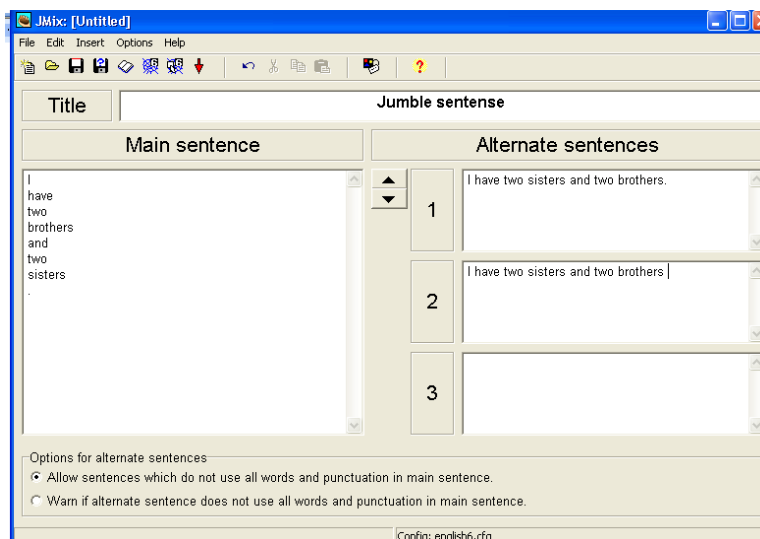 JMix: [Untitled]
File Edit Insert Options Help
Title
Jumble sentense
Main sentence
Alternate sentences
I
have
two
brothers
and
two
sisters
.
1
I have two sisters and two brothers.
2
I have two sisters and two brothers
3
Options for alternate sentences
Allow sentences which do not use all words and punctuation in main sentence.
Warn if alternate sentence does not use all words and punctuation in main sentence.
Config: english6.cfg